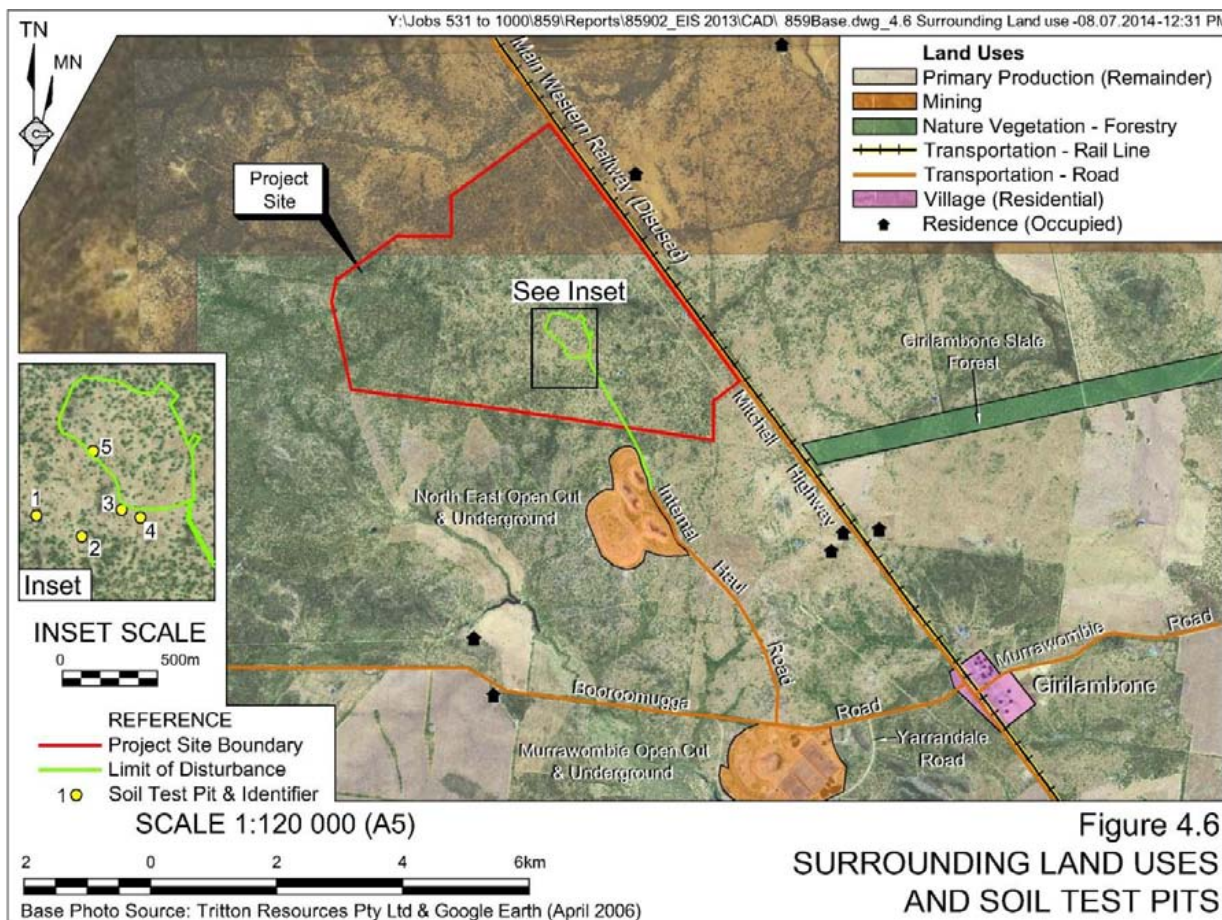 Y:\Jobs 531 to 1000\859\Reports\85902_EIS 2013\CAD\ 859Base.dwg_4.6 Surrounding Land use -08.07.2014-12:31 PM
TN
MN
Land Uses
Primary Production (Remainder)
Mining
Nature Vegetation - Forestry
Transportation - Rail Line
Transportation - Road
Village (Residential)
Residence (Occupied)
Main Western Railway (Disused)
Project
Site
See Inset
Girilambone State
Forest
Mitchell
Highway
North East Open Cut
& Underground
Internal
Haul
Road
5
1
3
4
2
Inset
INSET SCALE
0 500m
Murrawombie Road
Girilambone
Booroomugga Road
Yarrandale
Road
Murrawombie Open Cut
& Underground
REFERENCE
Project Site Boundary
Limit of Disturbance
1 Soil Test Pit & Identifier
SCALE 1:120 000 (A5)
2 0 2 4 6km
Base Photo Source: Tritton Resources Pty Ltd & Google Earth (April 2006)
Figure 4.6
SURROUNDING LAND USES
AND SOIL TEST PITS